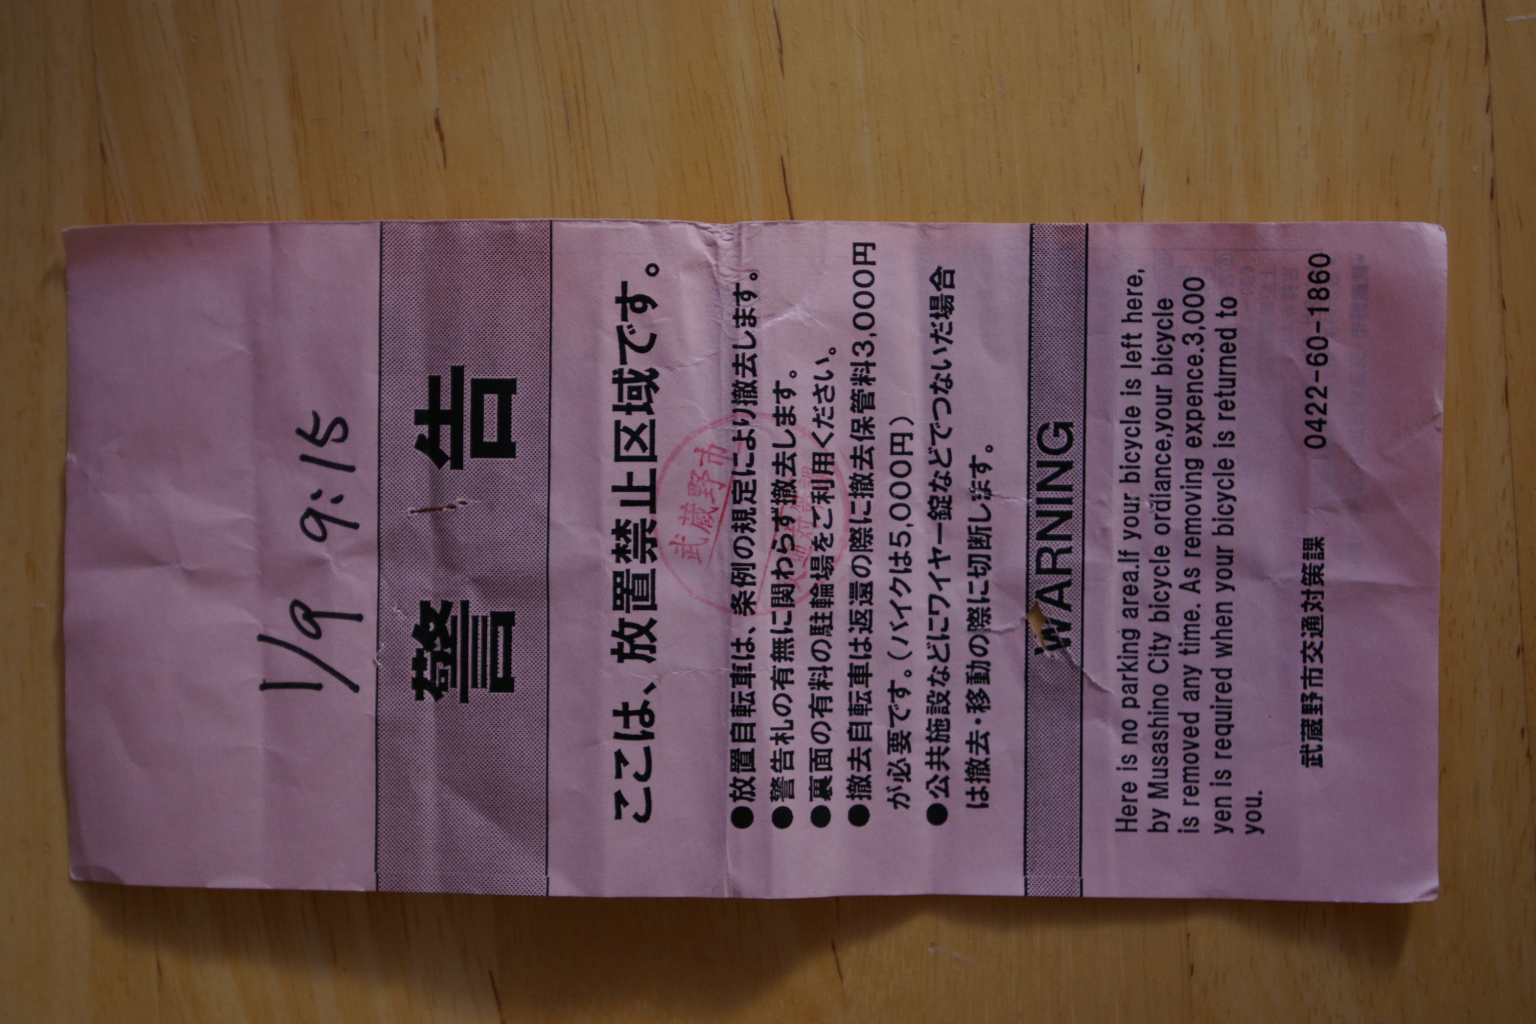 1/9 9:15
警告
ここは、放置禁止区域です。
●放置自転車は、条例の規定により撤去します。
●警告札の有無に関わらず撤去します。
●裏面の有料の駐輪場をご利用ください。
●撤去自転車は返還の際に撤去保管料3,000円
が必要です。（バイクは5,000円）
●公共施設などにワイヤー錠などでつないだ場合
は撤去・移動の際に切断します。
武蔵野市
WARNING
Here is no parking area.If your bicycle is left here,
by Musashino City bicycle ordiance,your bicycle
is removed any time. As removing expence.3,000
yen is required when your bicycle is returned to
you.
武蔵野市交通対策課 0422-60-1860